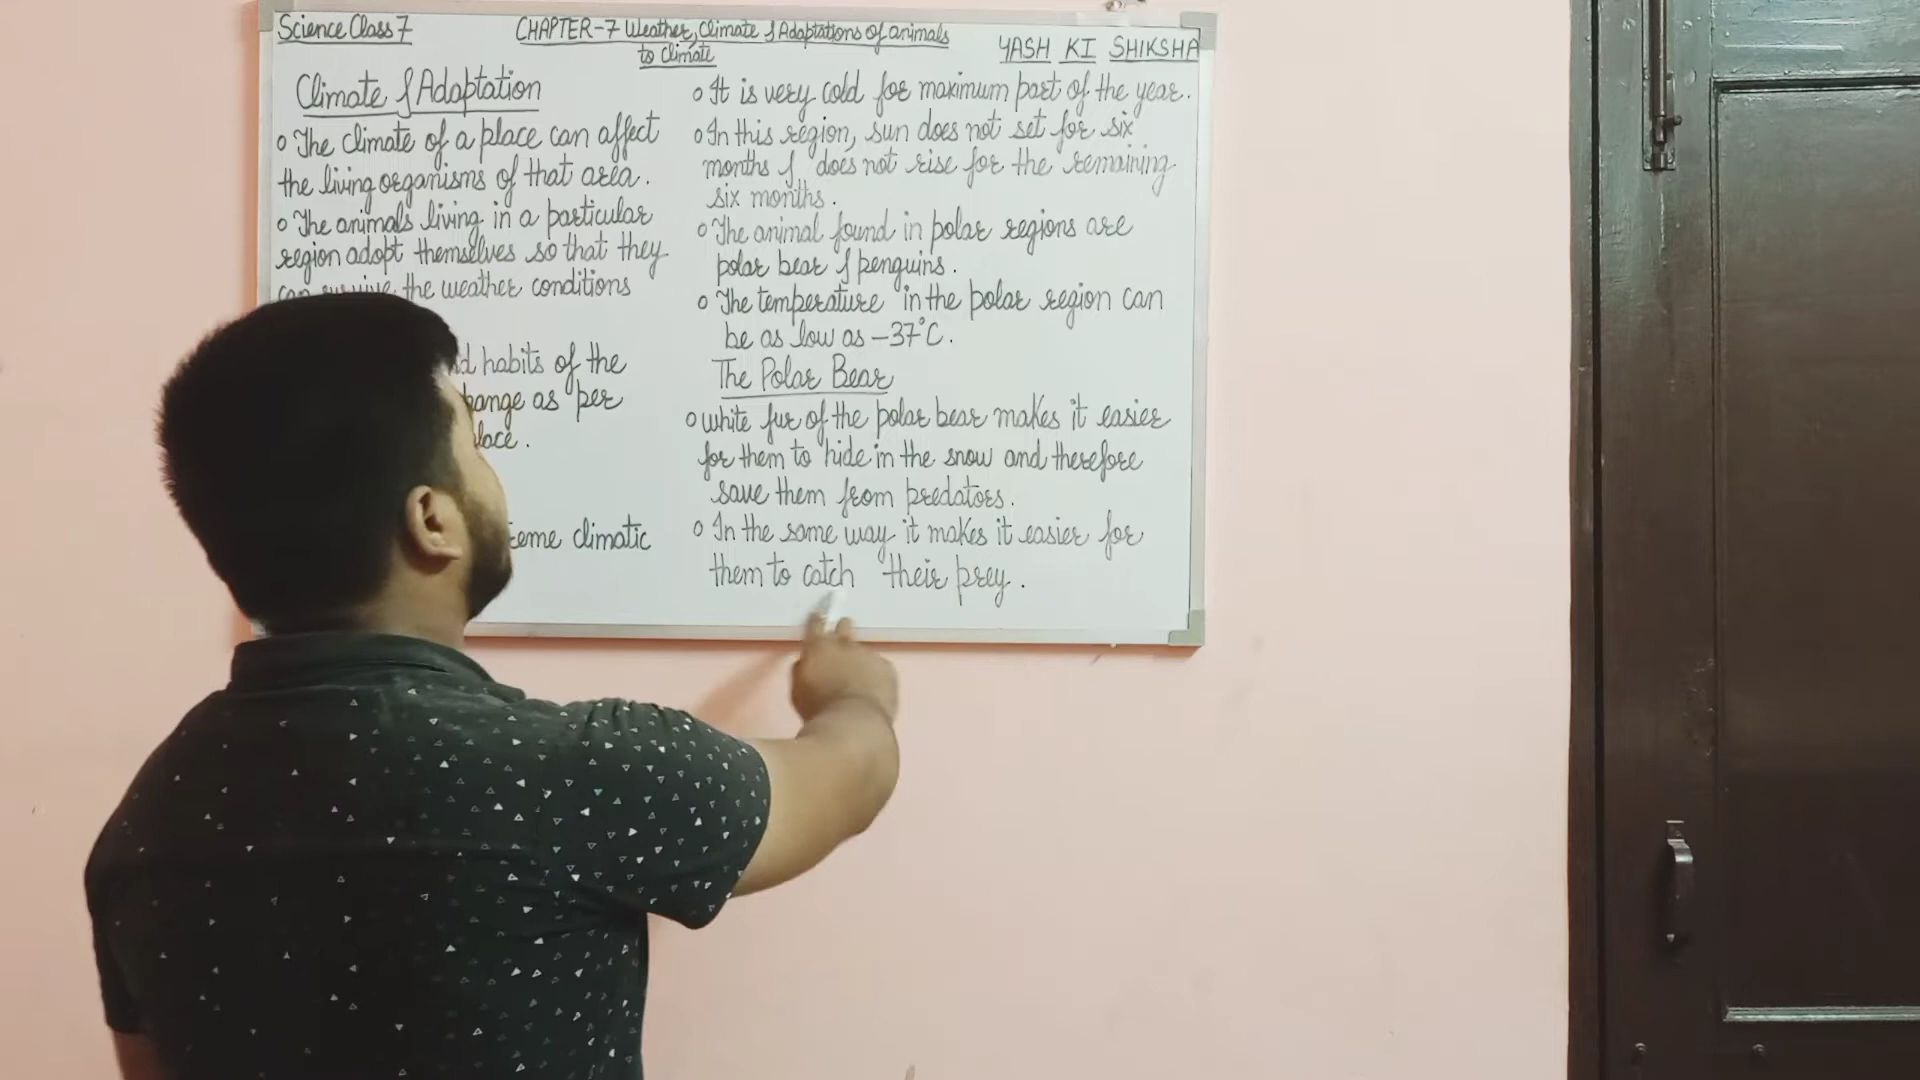 Science Class 7
CHAPTER-7 Weather, Climate & Adaptations of animals
to Climate
YASH KI SHIKSHA
Climate & Adaptation
o The climate of a place can affect
the living organisms of that area.
o The animals living in a particular
region adopt themselves so that they
can survive the weather conditions
habits of the
as per
eme climatic
o It is very cold for maximum part of the year.
o In this region, sun does not set for six
months & does not rise for the remaining
six months.
o The animal found in polar regions are
polar bear & penguins.
o The temperature in the polar region can
be as low as -37°C.
The Polar Bear
o white fur of the polar bear makes it easier
for them to hide in the snow and therefore
save them from predators.
o In the same way it makes it easier for
them to catch their prey.